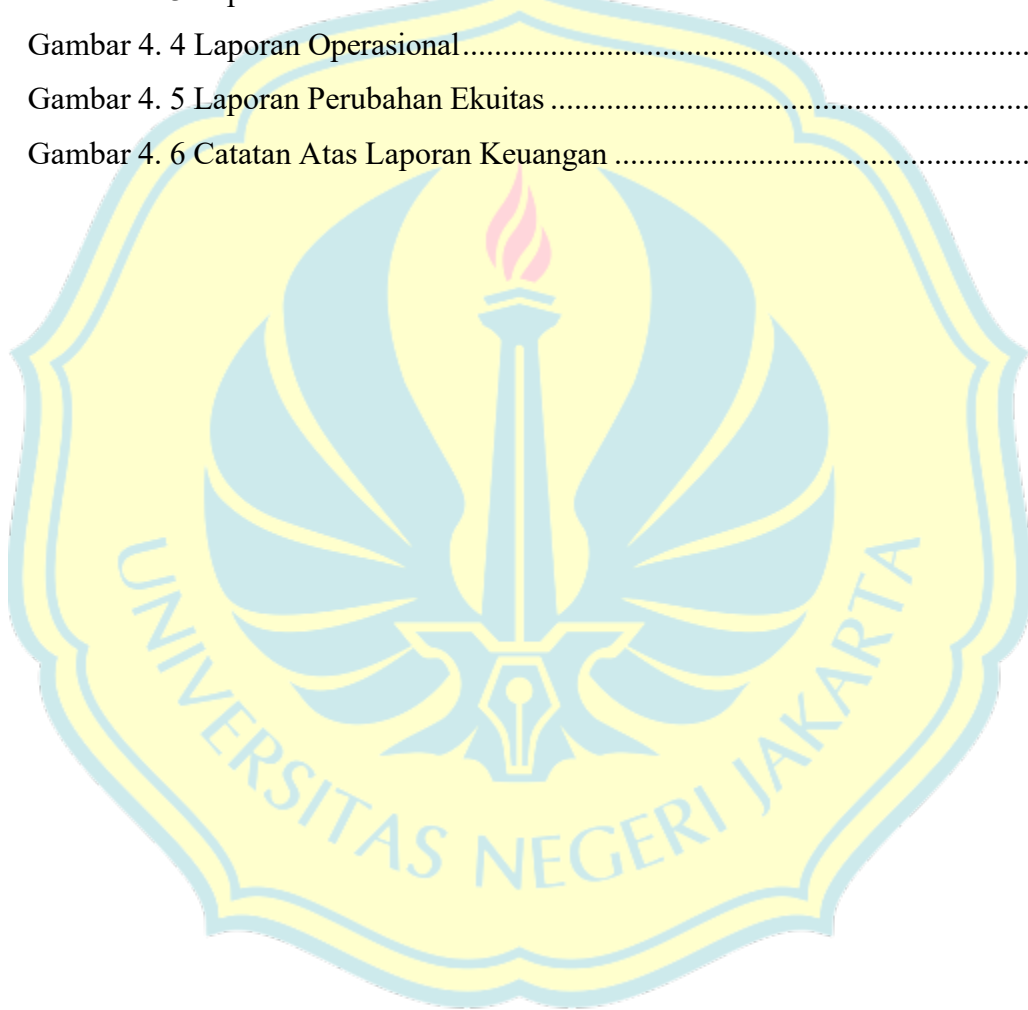 Gambar 4. 4 Laporan Operasional......................................................................
Gambar 4. 5 Laporan Perubahan Ekuitas ...........................................................
Gambar 4. 6 Catatan Atas Laporan Keuangan ...................................................
UNIVERSITAS NEGERI JAKARTA